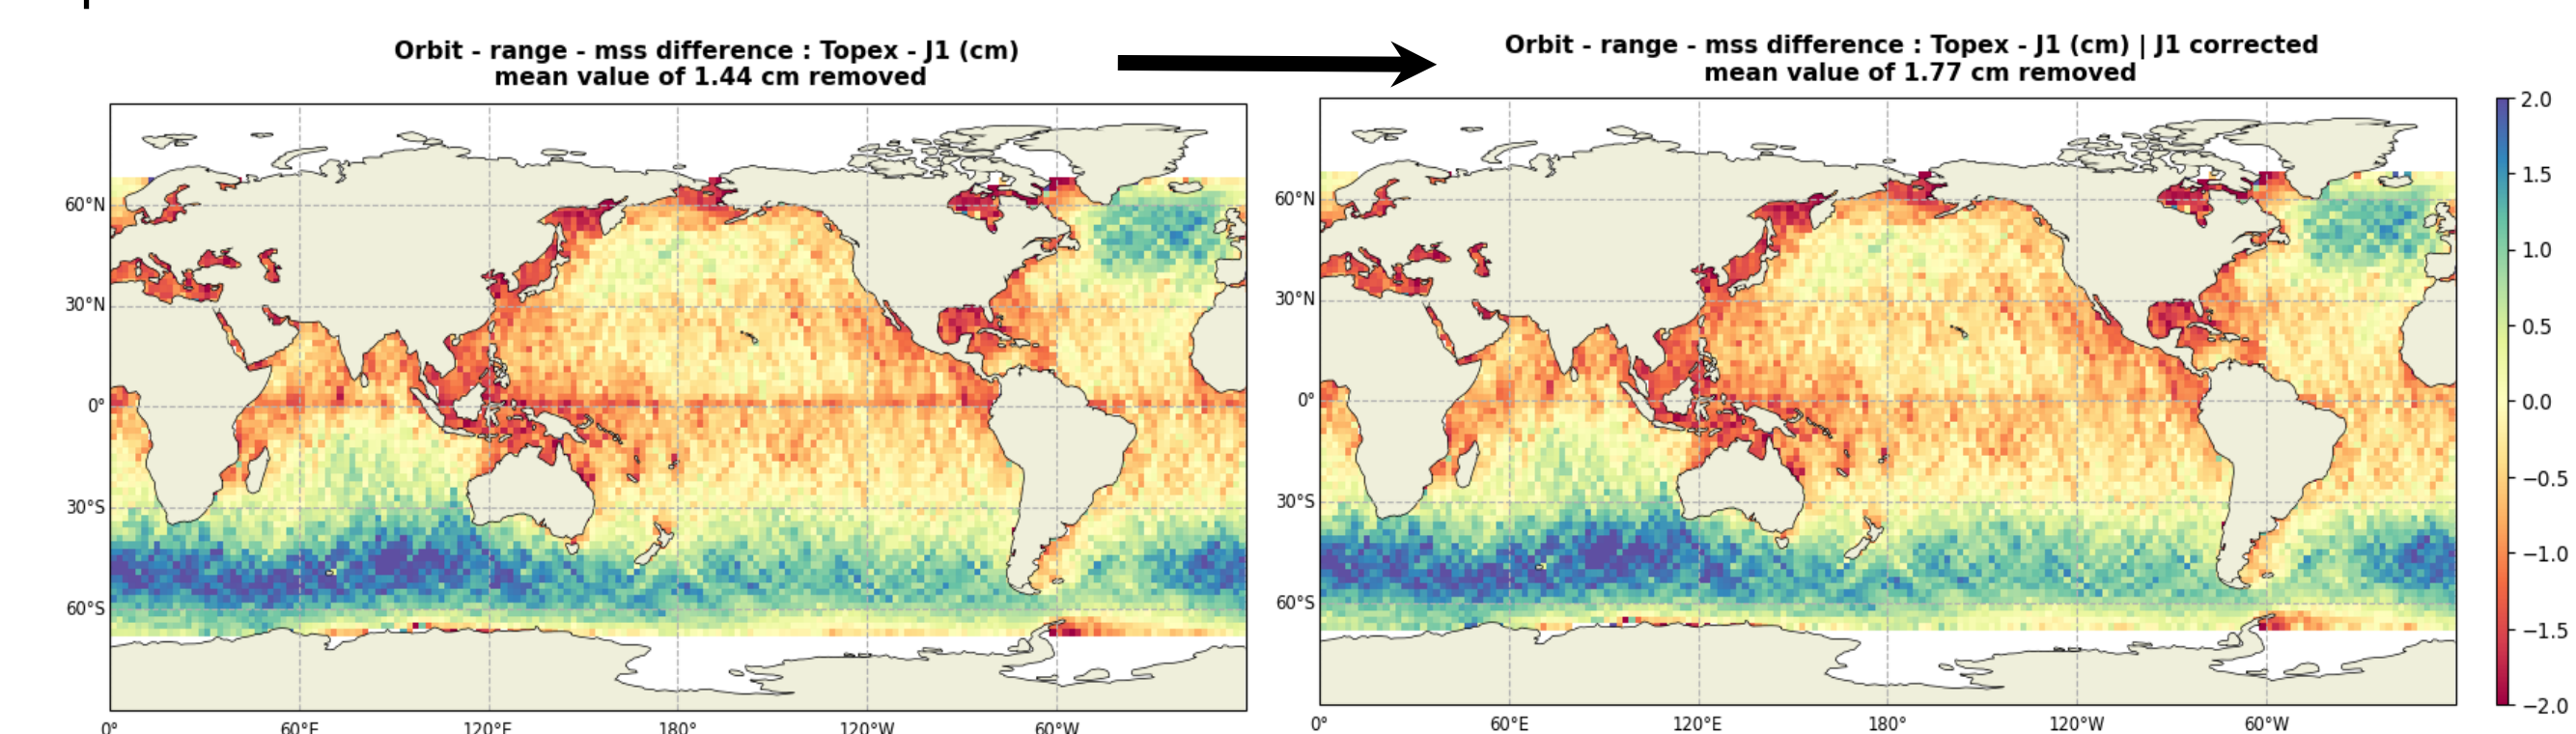 Orbit - range - mss difference : Topex - J1 (cm)
mean value of 1.44 cm removed
60°N
30°N
0°
30°S
60°S
0°
60°E
120°E
180°
120°W
60°W
Orbit - range - mss difference : Topex - J1 (cm) | J1 corrected
mean value of 1.77 cm removed
60°N
30°N
0°
30°S
60°S
0°
60°E
120°E
180°
120°W
60°W
2.0
1.5
1.0
0.5
0.0
−0.5
−1.0
−1.5
−2.0